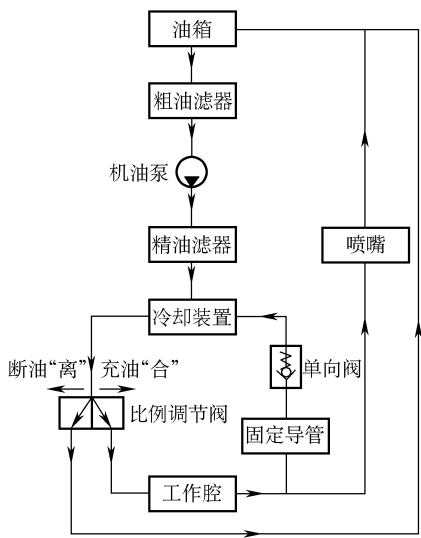 油箱
粗油滤器
机油泵
精油滤器
喷嘴
冷却装置
断油“离”
充油“合”
单向阀
比例调节阀
固定导管
工作腔